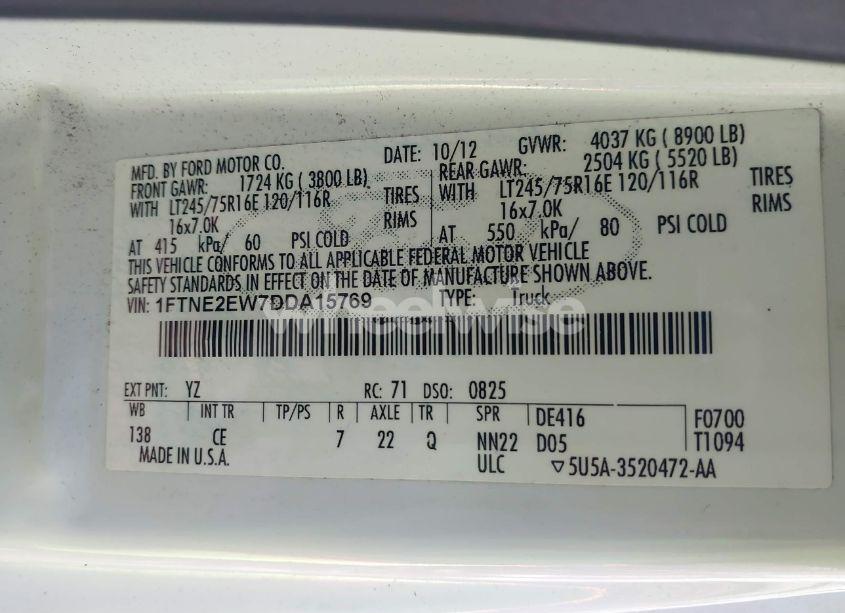 MFD. BY FORD MOTOR CO.
DATE: 10/12
GVWR: 4037 KG ( 8900 LB)
FRONT GAWR: 1724 KG ( 3800 LB)
REAR GAWR: 2504 KG ( 5520 LB)
WITH LT245/75R16E 120/116R TIRES
WITH LT245/75R16E 120/116R TIRES
16x7.0K RIMS
16x7.0K RIMS
AT 415 kPa/ 60 PSI COLD
AT 550 kPa/ 80 PSI COLD
THIS VEHICLE CONFORMS TO ALL APPLICABLE FEDERAL MOTOR VEHICLE
SAFETY STANDARDS IN EFFECT ON THE DATE OF MANUFACTURE SHOWN ABOVE.
VIN: 1FTNE2EW7DDA15769
TYPE: Truck
wheelwise
EXT PNT: YZ RC: 71 DSO: 0825
WB INT TR TP/PS R AXLE TR SPR DE416 F0700
138 CE 7 22 Q NN22 D05 T1094
MADE IN U.S.A. ULC ▽5U5A-3520472-AA